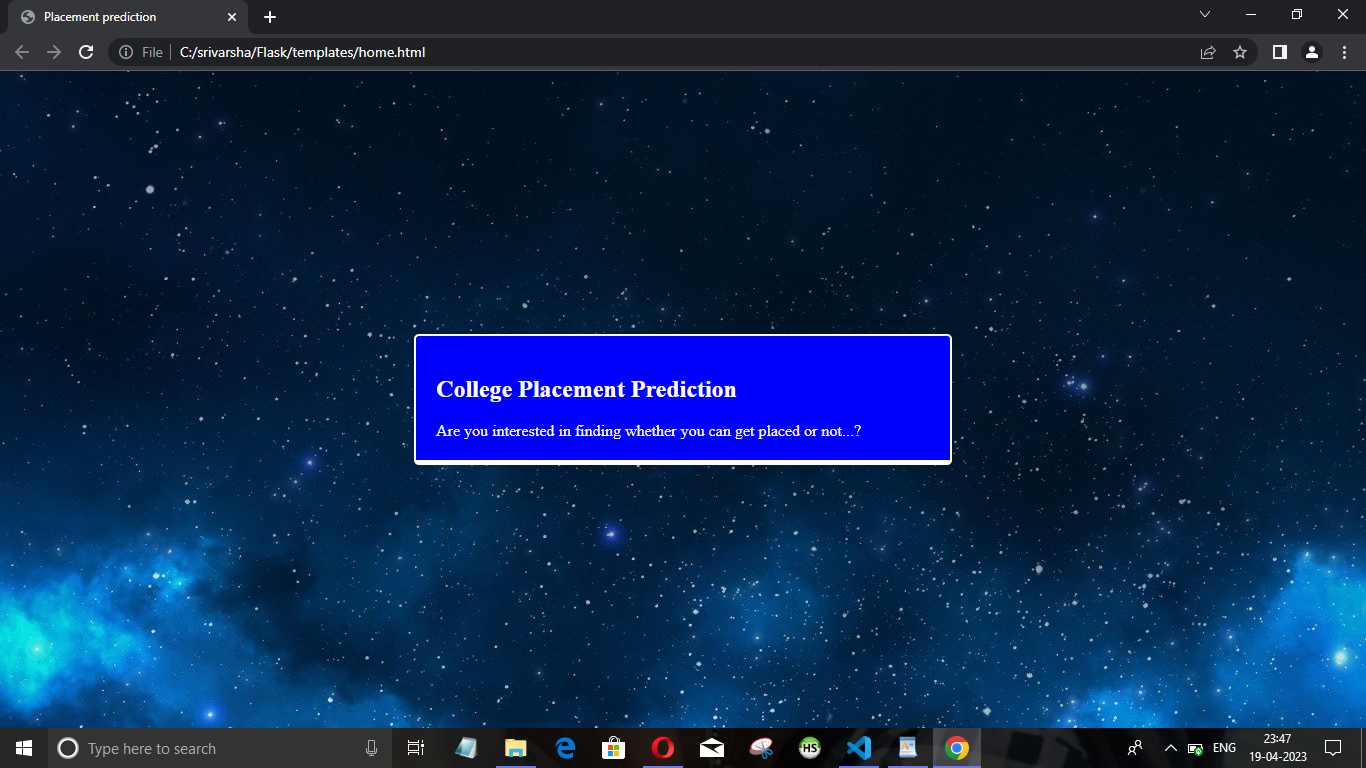 Placement prediction
File
C:/srivarsha/Flask/templates/home.html
College Placement Prediction
Are you interested in finding whether you can get placed or not...?
Type here to search
HS
ENG
23:47
19-04-2023